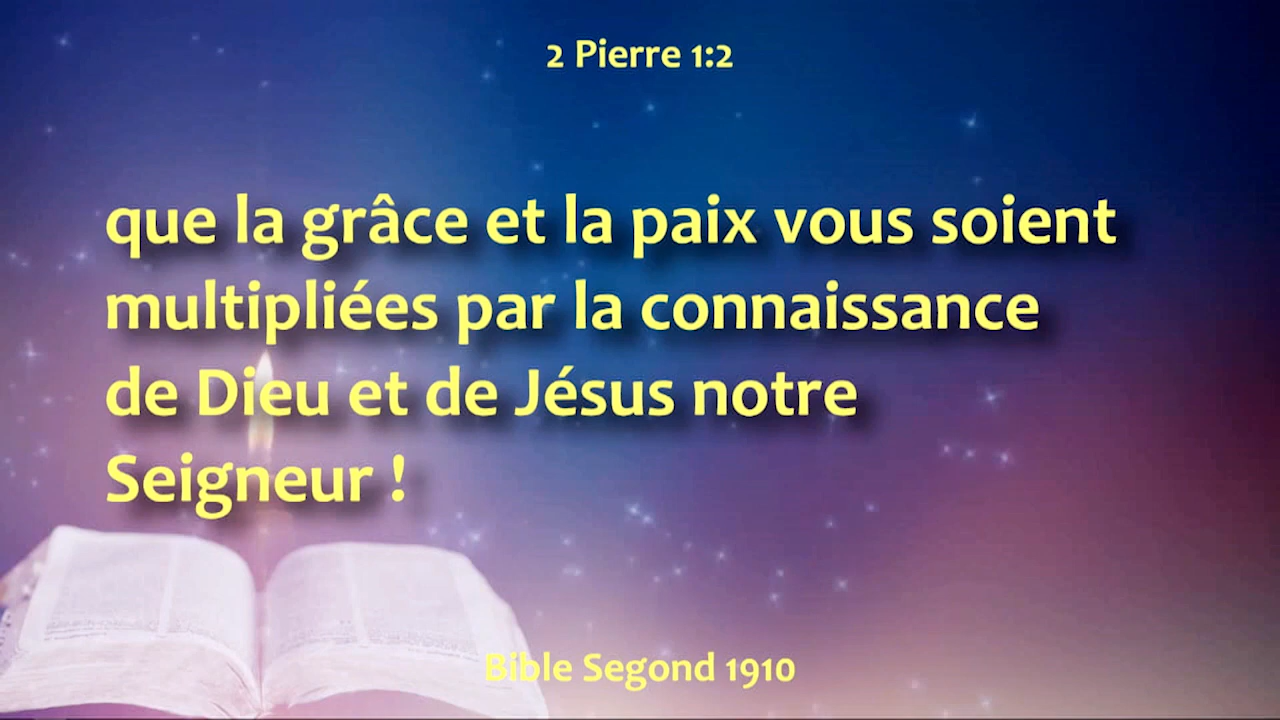 2 Pierre 1:2
que la grâce et la paix vous soient
multipliées par la connaissance
de Dieu et de Jésus notre
Seigneur !
Bible Segond 1910